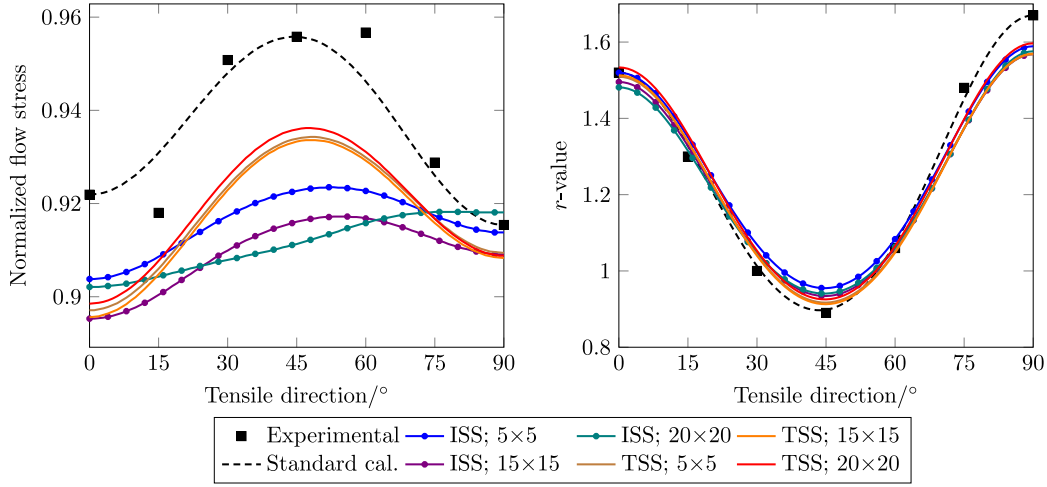 Normalized flow stress
0.96
0.94
0.92
0.9
0 15 30 45 60 75 90
Tensile direction/°
r-value
1.6
1.4
1.2
1
0.8
0 15 30 45 60 75 90
Tensile direction/°
Experimental ISS; 5×5 ISS; 20×20 TSS; 15×15
Standard cal. ISS; 15×15 TSS; 5×5 TSS; 20×20